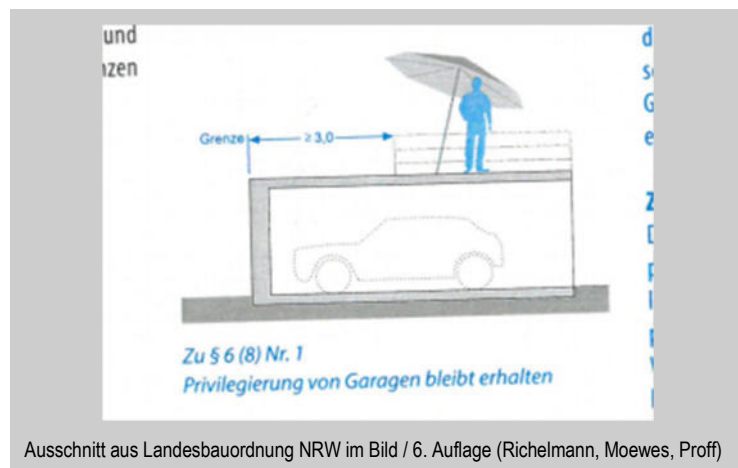 und
nzen
Grenze
≥ 3,0
Zu § 6 (8) Nr. 1
Privilegierung von Garagen bleibt erhalten
d
s
G
e
Z
Ausschnitt aus Landesbauordnung NRW im Bild / 6. Auflage (Richelmann, Moewes, Proff)